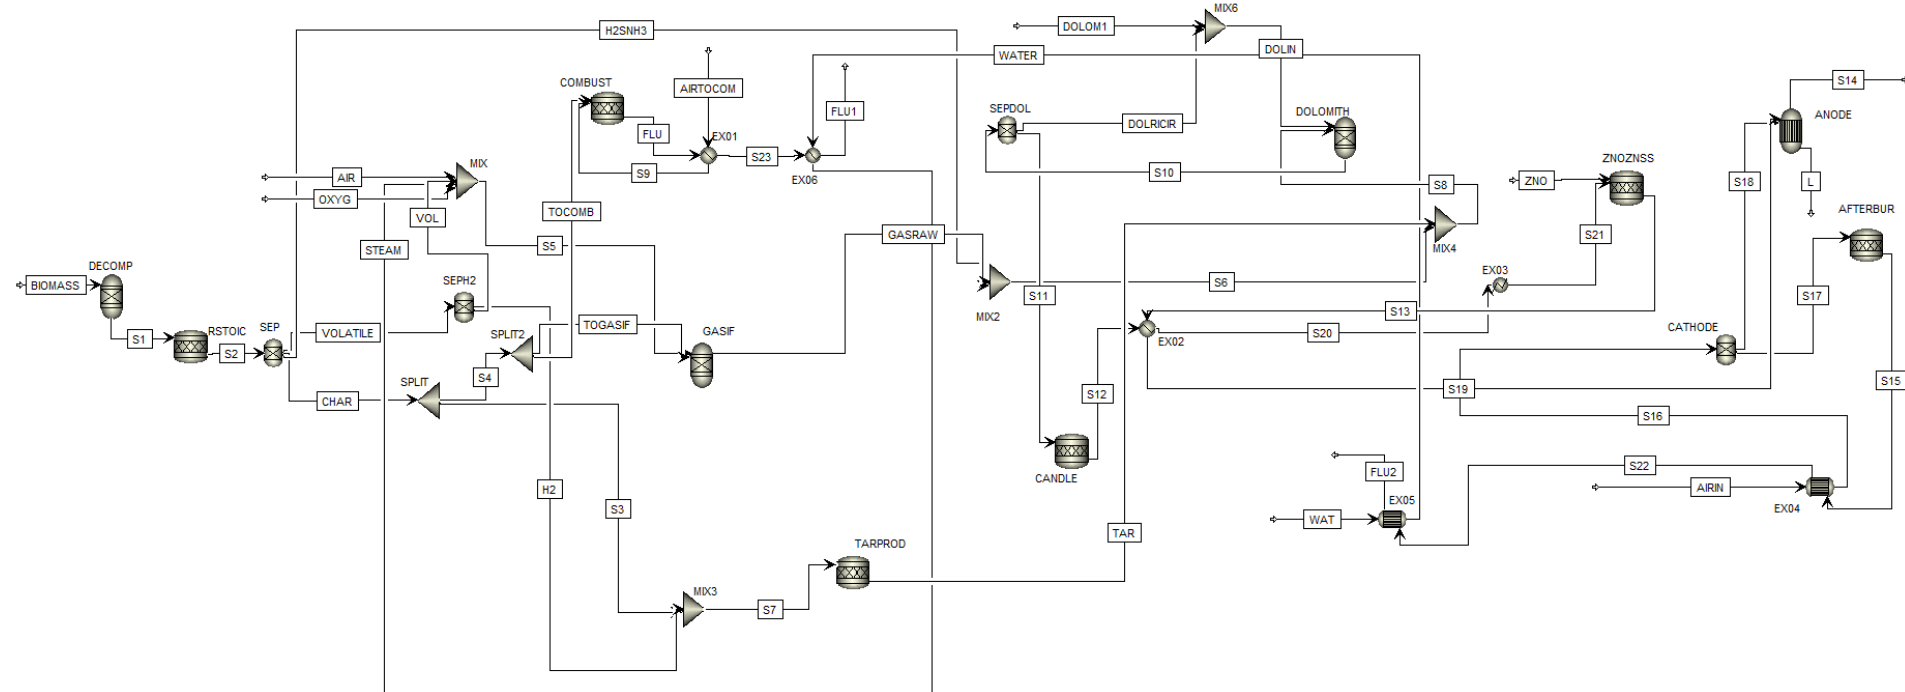 MIX6
DOLOM1
H2SNH3
DOLIN
WATER
S14
COMBUST
AIRTOCOM
SEPDOL
DOLOMITH
ANODE
FLU1
DOLRICIR
FLU
EX01
S23
ZNOZNSS
MIX
S9
EX06
S10
ZNO
S18
L
AIR
S8
OXYG
VOL
TOCOMB
AFTERBUR
STEAM
S5
GASRAW
S21
MIX4
DECOMP
EX03
BIOMASS
SEPH2
S6
S11
S17
MIX2
S13
RSTOIC
SEP
VOLATILE
SPLIT2
TOGASIF
GASIF
S20
CATHODE
S1
S2
EX02
SPLIT
S4
S12
S19
S15
CHAR
S16
CANDLE
S22
FLU2
H2
AIRIN
EX05
EX04
S3
WAT
TAR
TARPROD
MIX3
S7